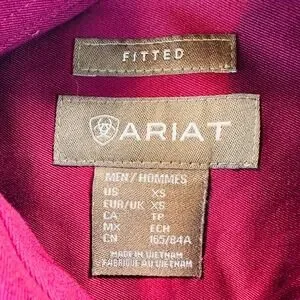 FITTED
ARIAT
MEN / HOMMES
US XS
EUR/UK XS
CA TP
MX ECH
CN 165/84A
MADE IN VIETNAM
FABRIQUÉ AU VIETNAM